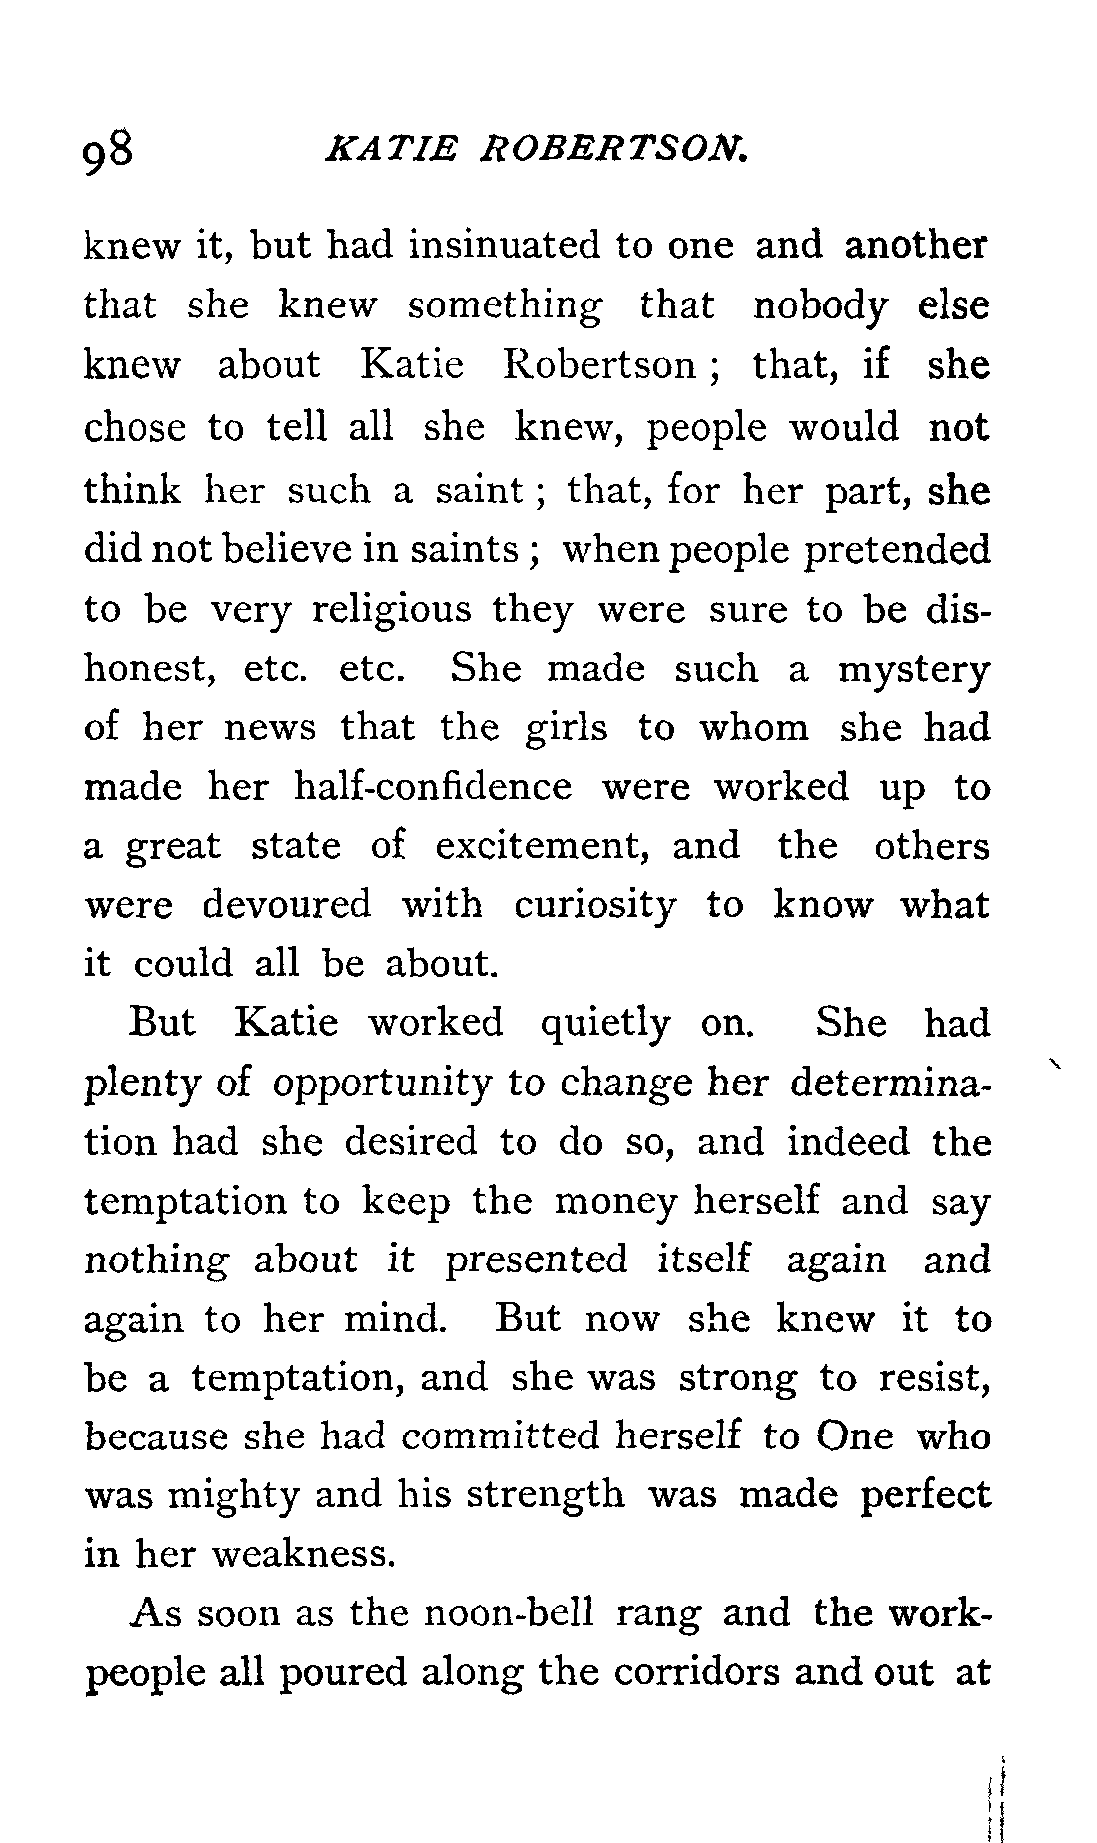 98 KATIE ROBERTSON.
knew it, but had insinuated to one and another
that she knew something that nobody else
knew about Katie Robertson ; that, if she
chose to tell all she knew, people would not
think her such a saint ; that, for her part, she
did not believe in saints ; when people pretended
to be very religious they were sure to be dis-
honest, etc. etc. She made such a mystery
of her news that the girls to whom she had
made her half-confidence were worked up to
a great state of excitement, and the others
were devoured with curiosity to know what
it could all be about.
But Katie worked quietly on. She had
plenty of opportunity to change her determina-
tion had she desired to do so, and indeed the
temptation to keep the money herself and say
nothing about it presented itself again and
again to her mind. But now she knew it to
be a temptation, and she was strong to resist,
because she had committed herself to One who
was mighty and his strength was made perfect
in her weakness.
As soon as the noon-bell rang and the work-
people all poured along the corridors and out at